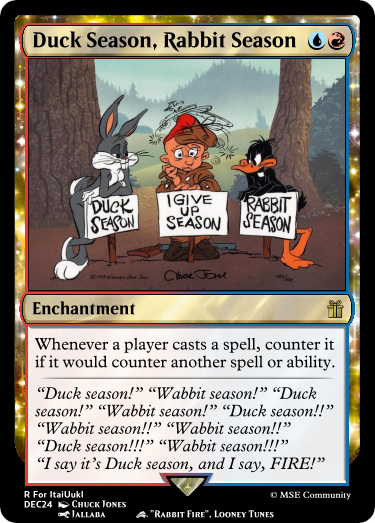 Duck Season, Rabbit Season
DUCK
SEASON
I GIVE
UP
SEASON
RABBIT
SEASON
Chuck Jones
Enchantment
Whenever a player casts a spell, counter it
if it would counter another spell or ability.
“Duck season!” “Wabbit season!” “Duck
season!” “Wabbit season!” “Duck season!!”
“Wabbit season!!” “Wabbit season!!”
“Duck season!!!” “Wabbit season!!!”
“I say it’s Duck season, and I say, FIRE!”
R For ItaiUukI
© MSE Community
DEC24 Chuck Jones
Jallaba
"Rabbit Fire", Looney Tunes